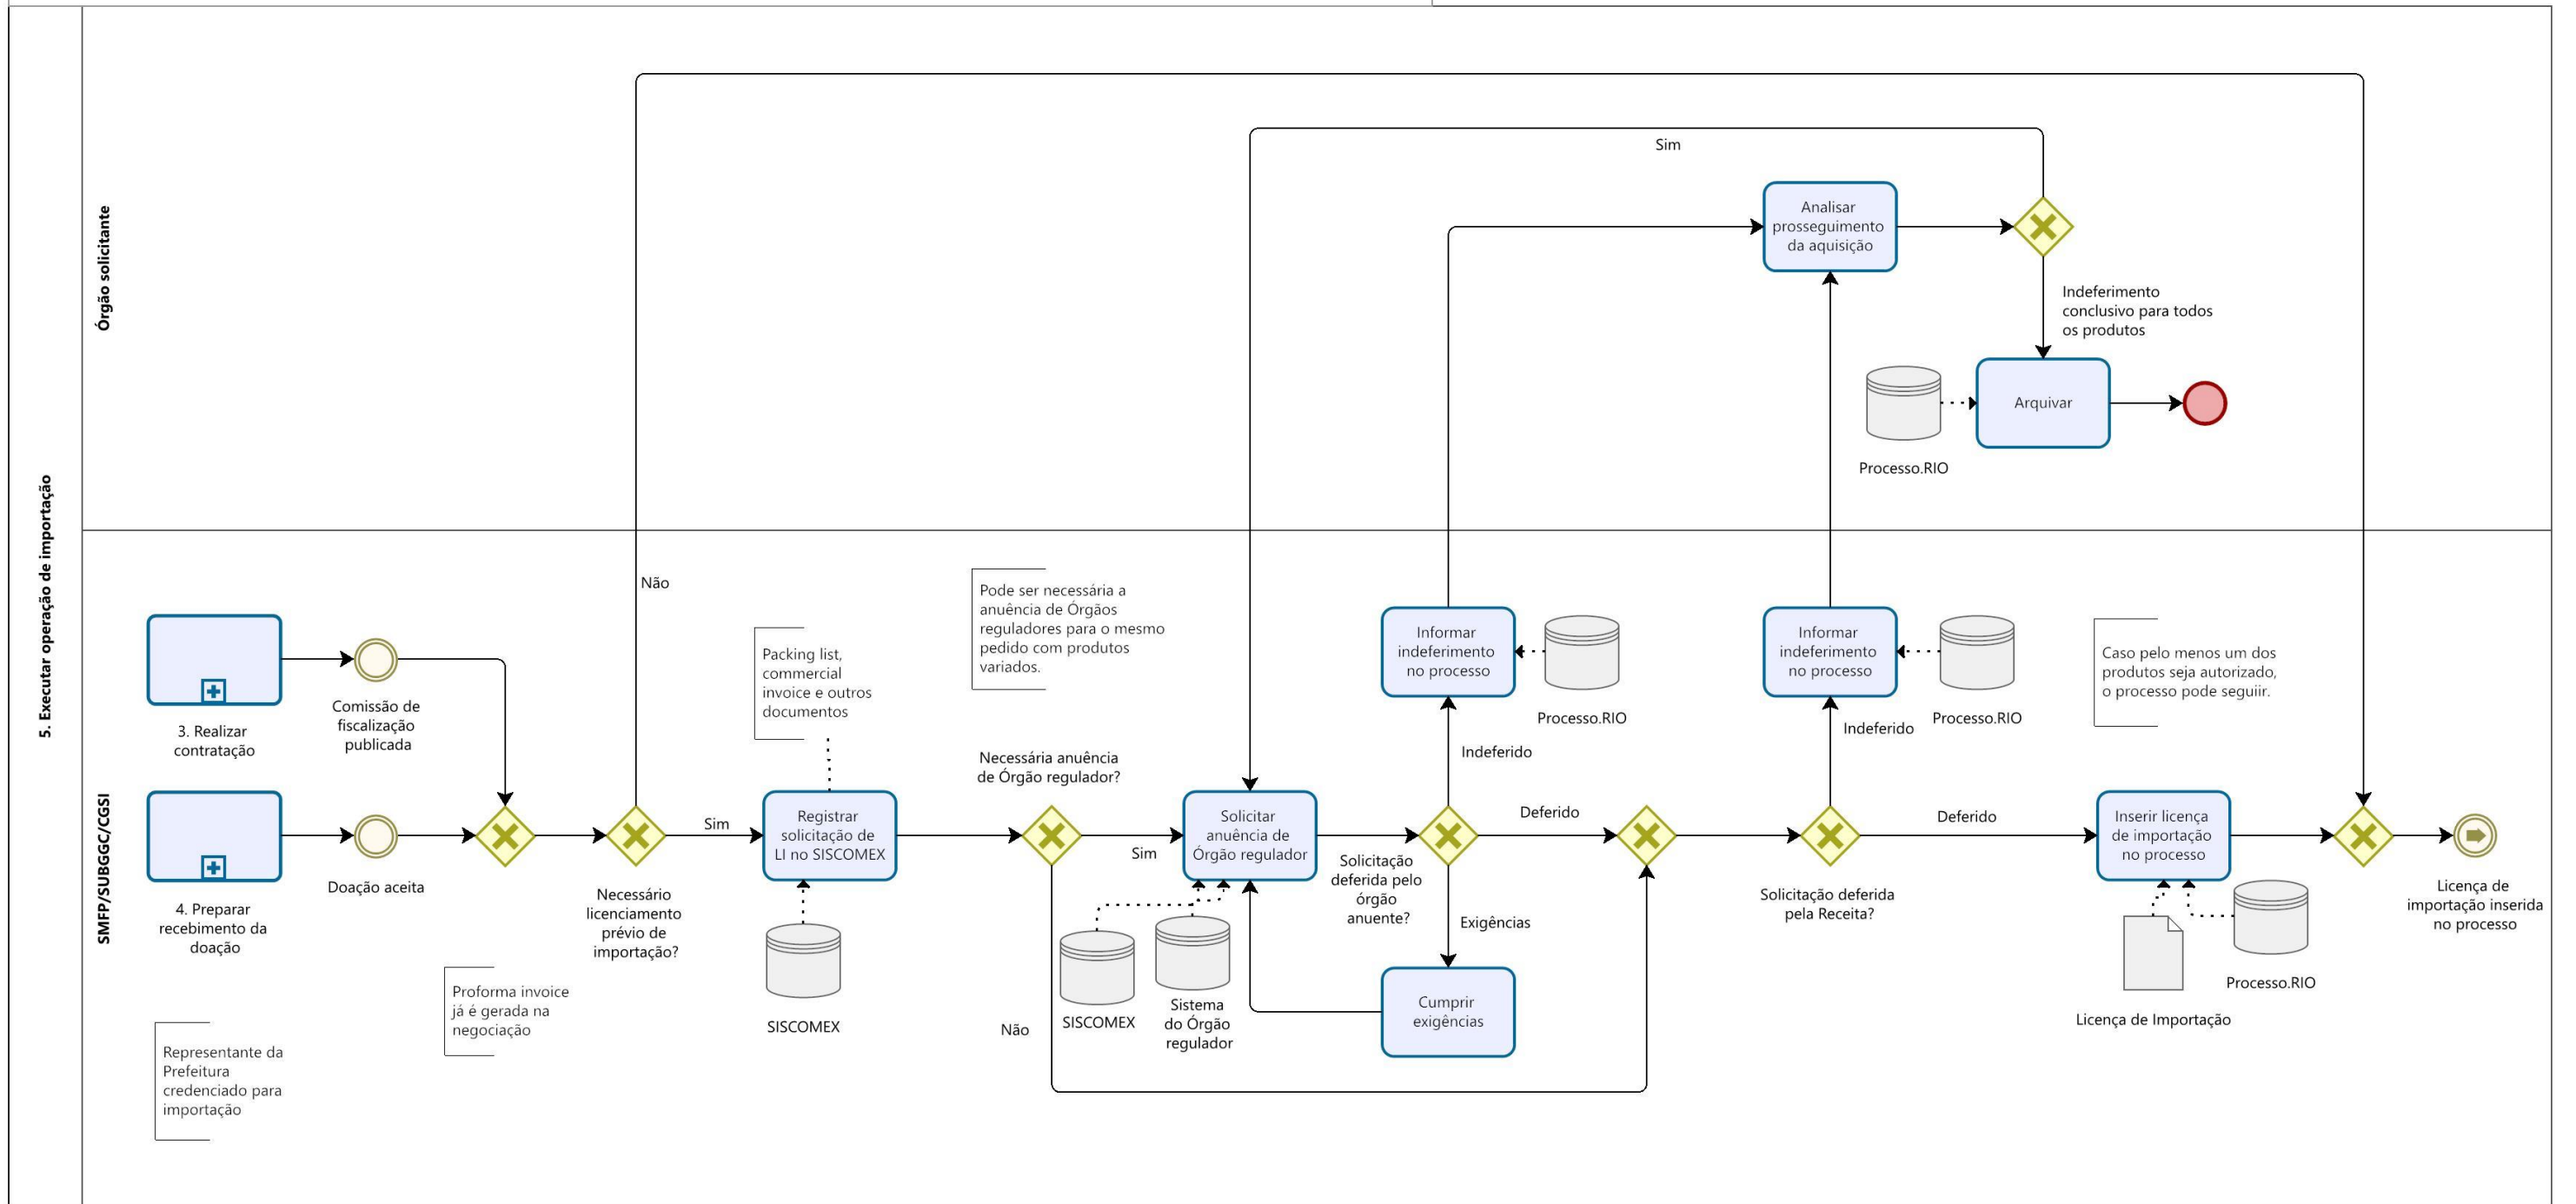 5. Executar operação de importação
Órgão solicitante
Sim
Analisar
prosseguimento
da aquisição
Indeferimento
conclusivo para todos
os produtos
Arquivar
Processo.RIO
SMFP/SUBGGC/CGSI
Não
3. Realizar
contratação
Comissão de
fiscalização
publicada
4. Preparar
recebimento da
doação
Doação aceita
Representante da
Prefeitura
credenciado para
importação
Proforma invoice
já é gerada na
negociação
Necessário
licenciamento
prévio de
importação?
Sim
Packing list,
commercial
invoice e outros
documentos
Registrar
solicitação de
LI no SISCOMEX
SISCOMEX
Pode ser necessária a
anuência de Órgãos
reguladores para o mesmo
pedido com produtos
variados.
Necessária anuência
de Órgão regulador?
Sim
Não
Solicitar
anuência de
Órgão regulador
SISCOMEX
Sistema
do Órgão
regulador
Solicitação
deferida pelo
órgão
anuente?
Informar
indeferimento
no processo
Processo.RIO
Indeferido
Deferido
Exigências
Cumprir
exigências
Informar
indeferimento
no processo
Processo.RIO
Indeferido
Solicitação deferida
pela Receita?
Deferido
Caso pelo menos um dos
produtos seja autorizado,
o processo pode seguiir.
Inserir licença
de importação
no processo
Licença de Importação
Processo.RIO
Licença de
importação inserida
no processo